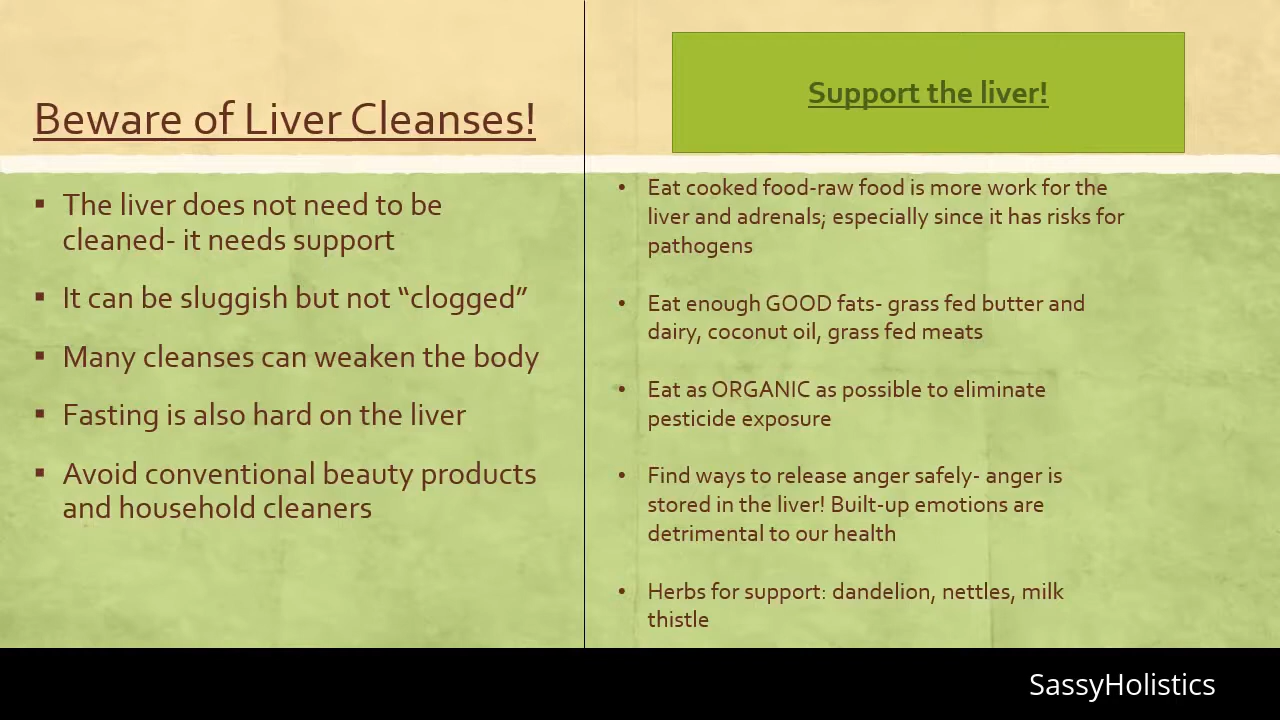 Beware of Liver Cleanses!
The liver does not need to be
cleaned- it needs support
It can be sluggish but not “clogged”
Many cleanses can weaken the body
Fasting is also hard on the liver
Avoid conventional beauty products
and household cleaners
Support the liver!
Eat cooked food-raw food is more work for the
liver and adrenals; especially since it has risks for
pathogens
Eat enough GOOD fats- grass fed butter and
dairy, coconut oil, grass fed meats
Eat as ORGANIC as possible to eliminate
pesticide exposure
Find ways to release anger safely- anger is
stored in the liver! Built-up emotions are
detrimental to our health
Herbs for support: dandelion, nettles, milk
thistle
SassyHolistics